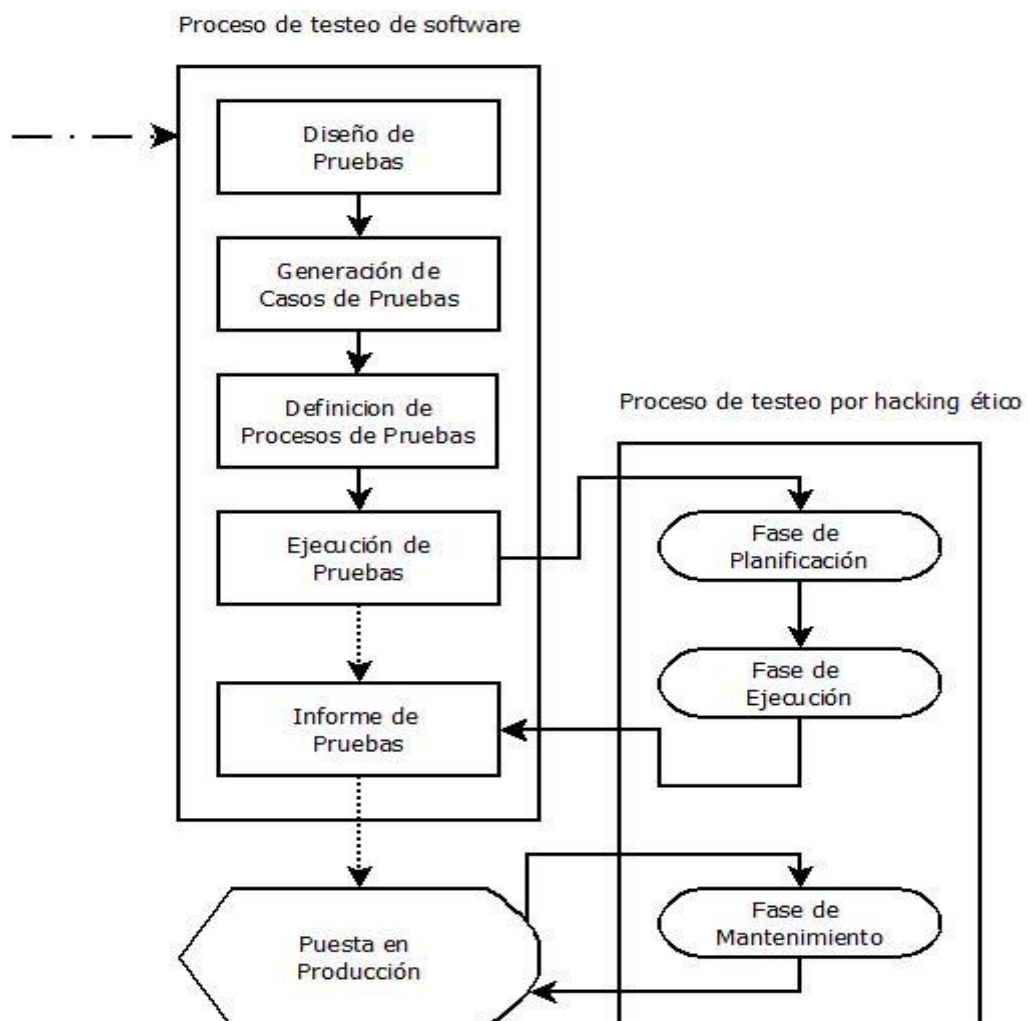 Proceso de testeo de software
Diseño de
Pruebas
Generación de
Casos de Pruebas
Definicion de
Procesos de Pruebas
Ejecución de
Pruebas
Informe de
Pruebas
Puesta en
Producción
Proceso de testeo por hacking ético
Fase de
Planificación
Fase de
Ejecución
Fase de
Mantenimiento